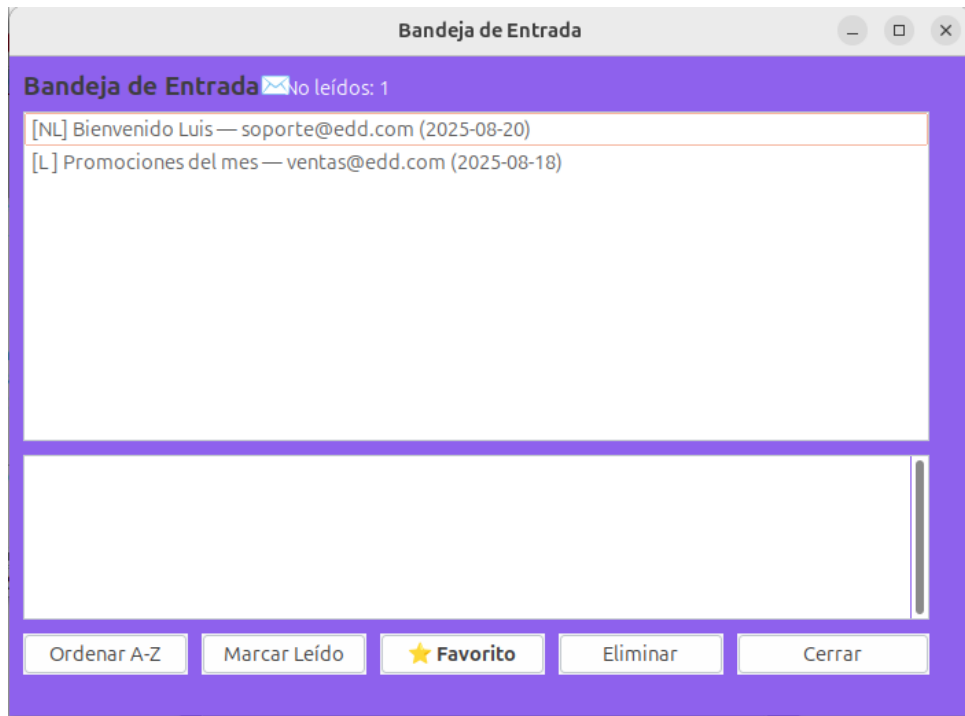 Bandeja de Entrada
Bandeja de Entrada✉️No leídos: 1
[NL] Bienvenido Luis — soporte@edd.com (2025-08-20)
[L ] Promociones del mes — ventas@edd.com (2025-08-18)
Ordenar A-Z Marcar Leído ⭐ Favorito Eliminar Cerrar